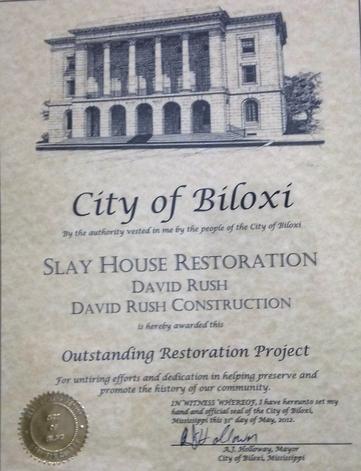 City of Biloxi
By the authority vested in me by the people of the City of Biloxi
SLAY HOUSE RESTORATION
DAVID RUSH
DAVID RUSH CONSTRUCTION
is hereby awarded this
Outstanding Restoration Project
For untiring efforts and dedication in helping preserve and
promote the history of our community.
IN WITNESS WHEREOF, I have hereunto set my
hand and official seal of the City of Biloxi,
Mississippi this 31st day of May, 2012.
A.J. Holloway, Mayor
City of Biloxi, Mississippi